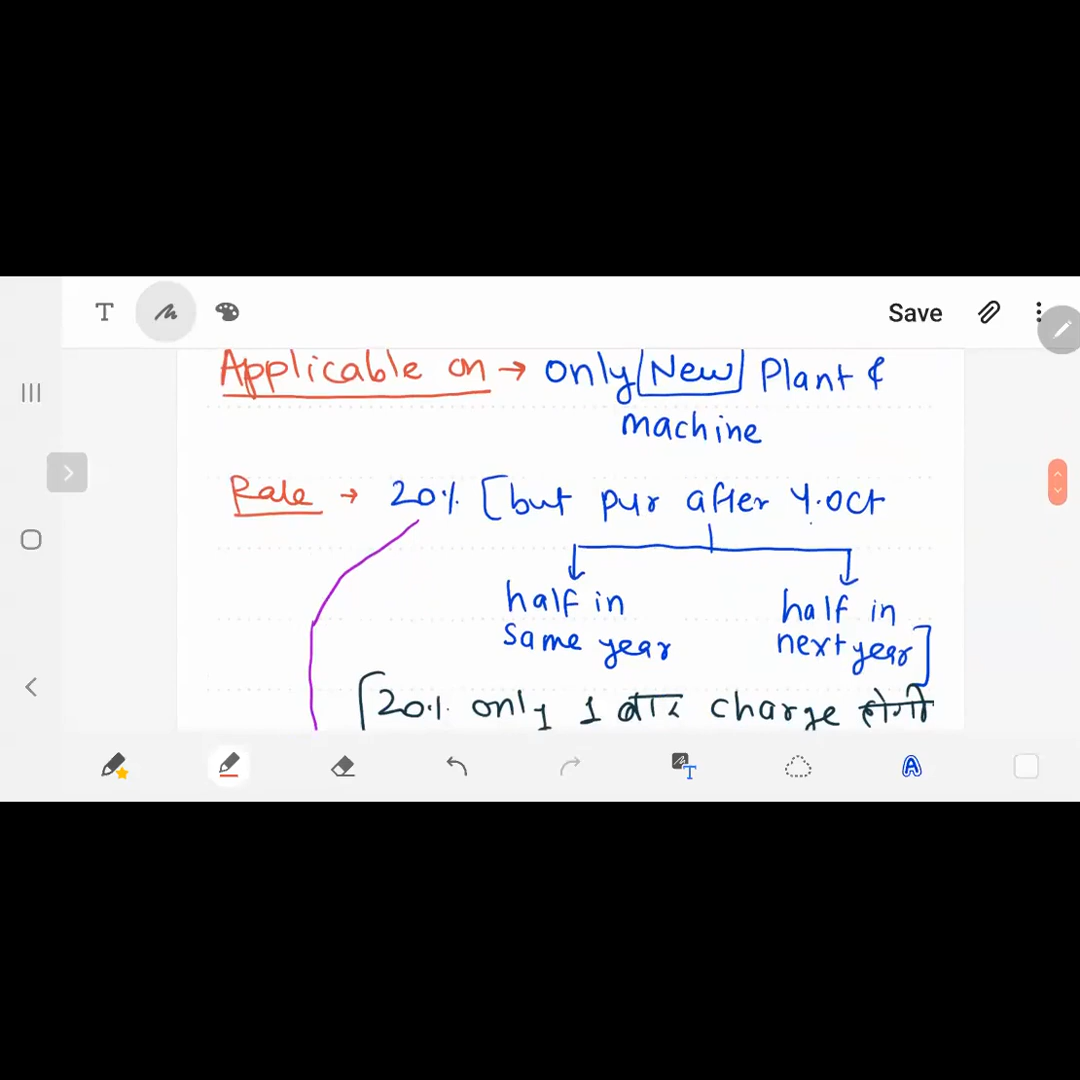 T
Save
Applicable on → only [New] Plant &
machine
Rate → 20% [but pur after 4.oct
half in
same year
half in
next year]
[20% only 1 बार charge होगी